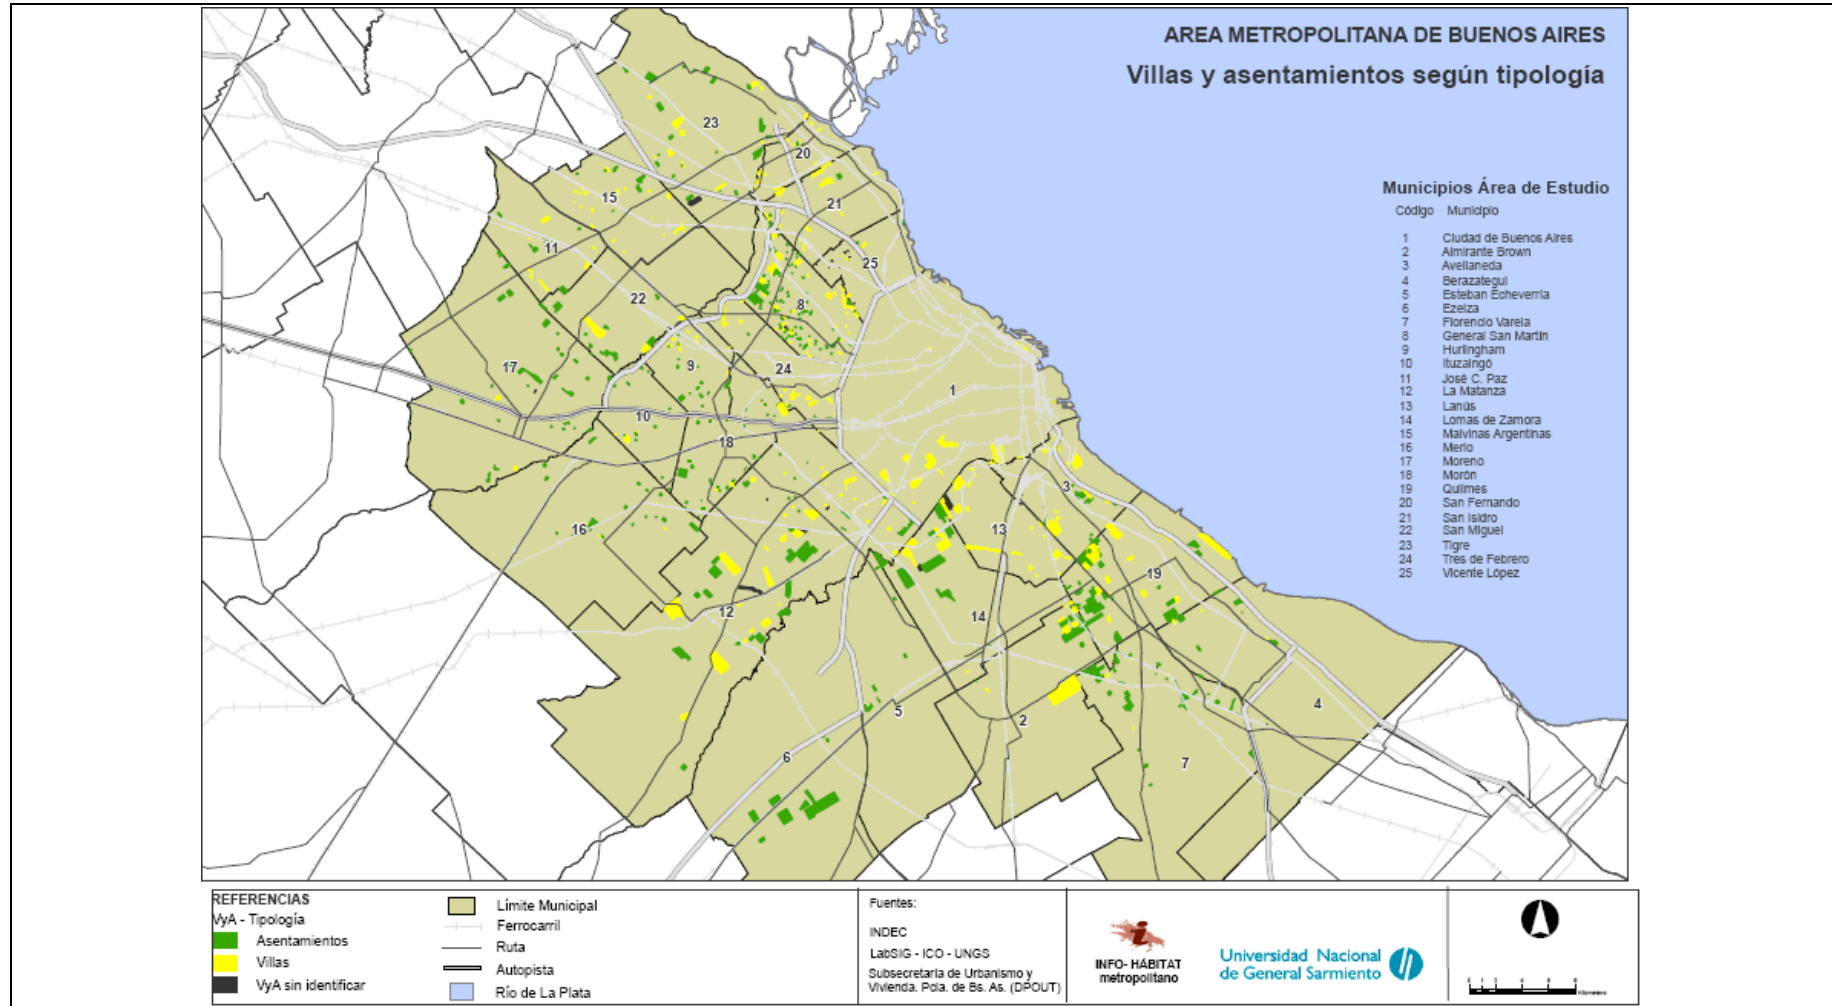 AREA METROPOLITANA DE BUENOS AIRES
Villas y asentamientos según tipología
Municipios Área de Estudio
Código Municipio
1 Ciudad de Buenos Aires
2 Almirante Brown
3 Avellaneda
4 Berazategui
5 Esteban Echeverria
6 Ezeiza
7 Florencio Varela
8 General San Martín
9 Hurlingham
10 Ituzaingó
11 José C. Paz
12 La Matanza
13 Lanús
14 Lomas de Zamora
15 Malvinas Argentinas
16 Merlo
17 Moreno
18 Morón
19 Quilmes
20 San Fernando
21 San Isidro
22 San Miguel
23 Tigre
24 Tres de Febrero
25 Vicente López
23
20
15
21
11
25
22
8
17
9
24
1
10
18
3
16
13
19
12
14
4
5
2
6
7
REFERENCIAS
VyA - Tipología
Asentamientos
Villas
VyA sin identificar
Límite Municipal
Ferrocarril
Ruta
Autopista
Río de La Plata
Fuentes:
INDEC
LabSIG - ICO - UNGS
Subsecretaría de Urbanismo y
Vivienda. Pcia. de Bs. As. (DPOUT)
INFO- HÁBITAT
metropolitano
Universidad Nacional
de General Sarmiento